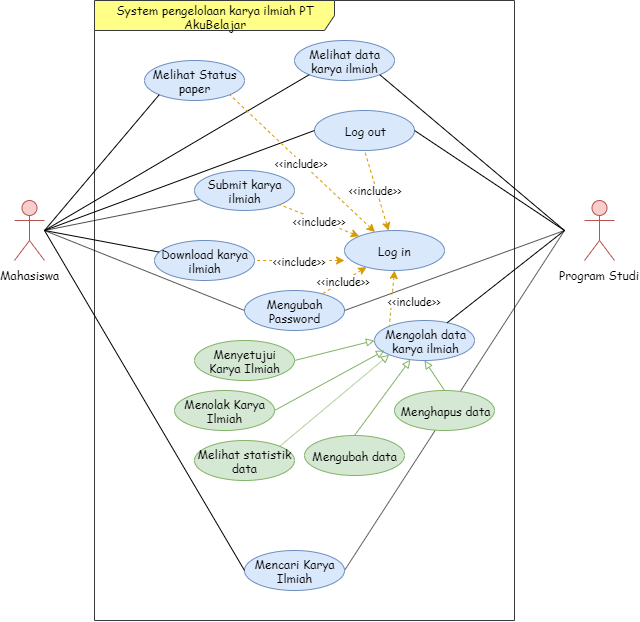 System pengelolaan karya ilmiah PT
AkuBelajar
Melihat Status
paper
Melihat data
karya ilmiah
Log out
<<include>>
<<include>>
Submit karya
ilmiah
<<include>>
Mahasiswa
Program Studi
Download karya
ilmiah
<<include>>
Log in
<<include>>
Mengubah
Password
<<include>>
Mengolah data
karya ilmiah
Menyetujui
Karya Ilmiah
Menolak Karya
Ilmiah
Menghapus data
Melihat statistik
data
Mengubah data
Mencari Karya
Ilmiah